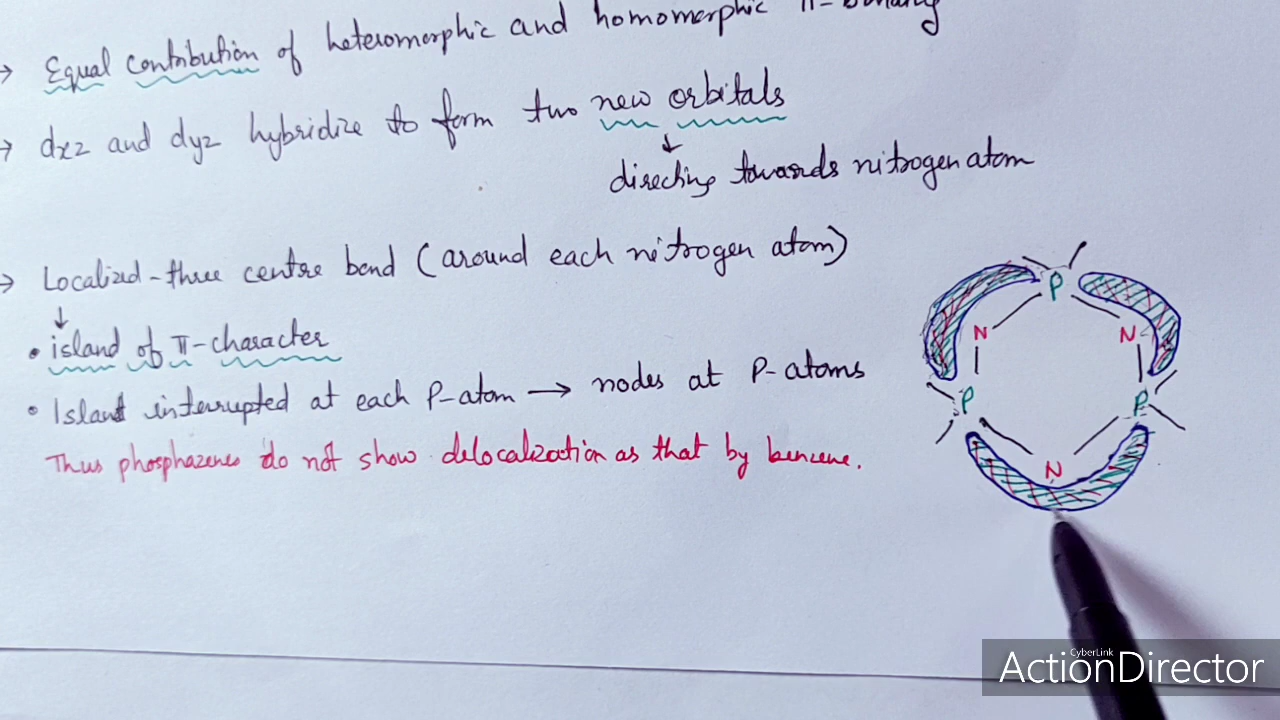 → Equal contribution of heteromorphic and homomorphic π-bonding
→ dxz and dyz hybridize to form two new orbitals
↓
directing towards nitrogen atom
→ Localized-three centre bond (around each nitrogen atom)
↓
• island of π-character
• Island interrupted at each P-atom → nodes at P-atoms
Thus phosphazenes do not show delocalization as that by benzene.
P
N N
P P
N
CyberLink
ActionDirector